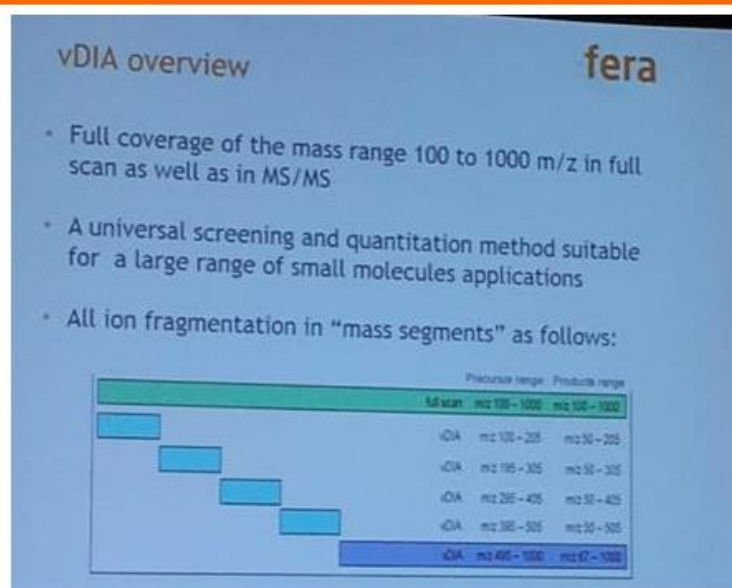 vDIA overview
fera
• Full coverage of the mass range 100 to 1000 m/z in full
scan as well as in MS/MS
• A universal screening and quantitation method suitable
for a large range of small molecules applications
• All ion fragmentation in “mass segments” as follows:
Precursor range Products range
full scan m/z 100 – 1000 m/z 100 – 1000
vDIA m/z 100 – 205 m/z 50 – 205
vDIA m/z 195 – 305 m/z 50 – 305
vDIA m/z 295 – 405 m/z 50 – 405
vDIA m/z 395 – 505 m/z 50 – 505
vDIA m/z 495 – 1000 m/z 67 – 1000